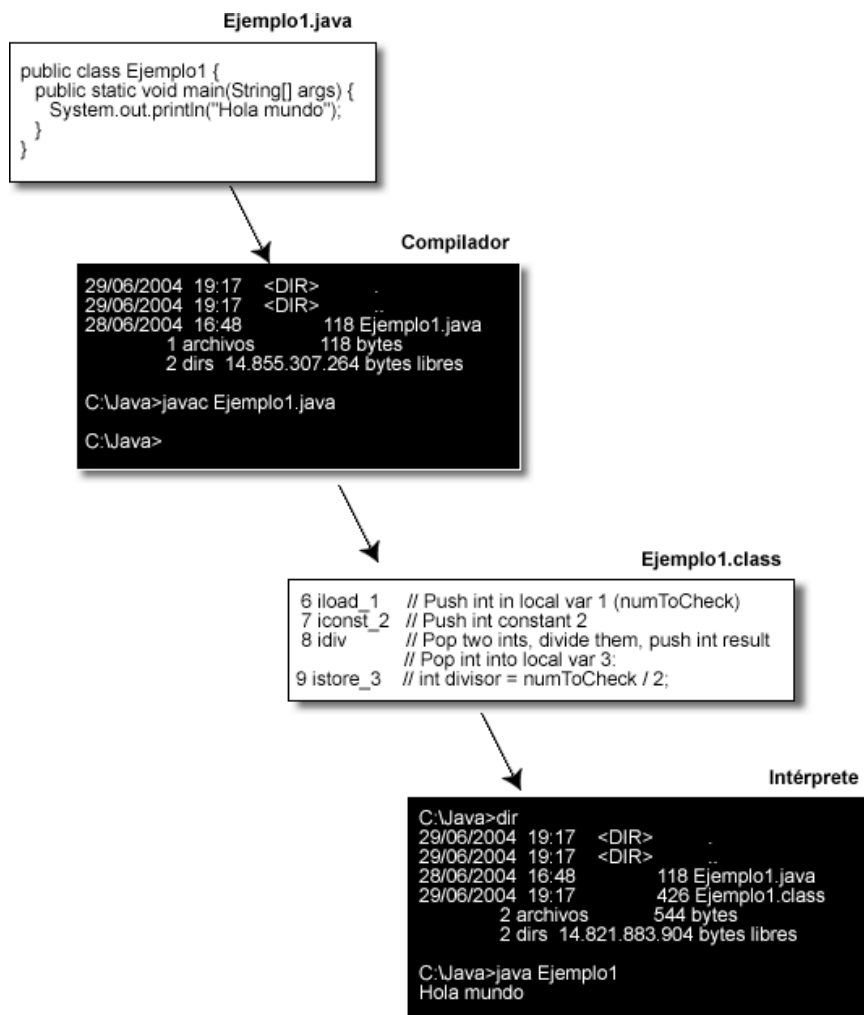 Ejemplo1.java
public class Ejemplo1 {
public static void main(String[] args) {
System.out.println("Hola mundo");
}
}
Compilador
29/06/2004 19:17 <DIR> .
29/06/2004 19:17 <DIR> ..
28/06/2004 16:48 118 Ejemplo1.java
1 archivos 118 bytes
2 dirs 14.855.307.264 bytes libres
C:\Java>javac Ejemplo1.java
C:\Java>
Ejemplo1.class
6 iload_1 // Push int in local var 1 (numToCheck)
7 iconst_2 // Push int constant 2
8 idiv // Pop two ints, divide them, push int result
// Pop int into local var 3:
9 istore_3 // int divisor = numToCheck / 2;
Intérprete
C:\Java>dir
29/06/2004 19:17 <DIR> .
29/06/2004 19:17 <DIR> ..
28/06/2004 16:48 118 Ejemplo1.java
29/06/2004 19:17 426 Ejemplo1.class
2 archivos 544 bytes
2 dirs 14.821.883.904 bytes libres
C:\Java>java Ejemplo1
Hola mundo